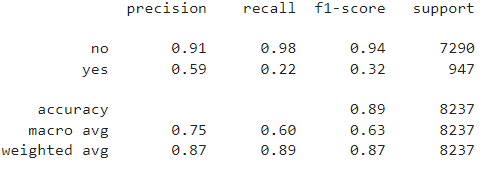 precision recall f1-score support
no 0.91 0.98 0.94 7290
yes 0.59 0.22 0.32 947
accuracy 0.89 8237
macro avg 0.75 0.60 0.63 8237
weighted avg 0.87 0.89 0.87 8237